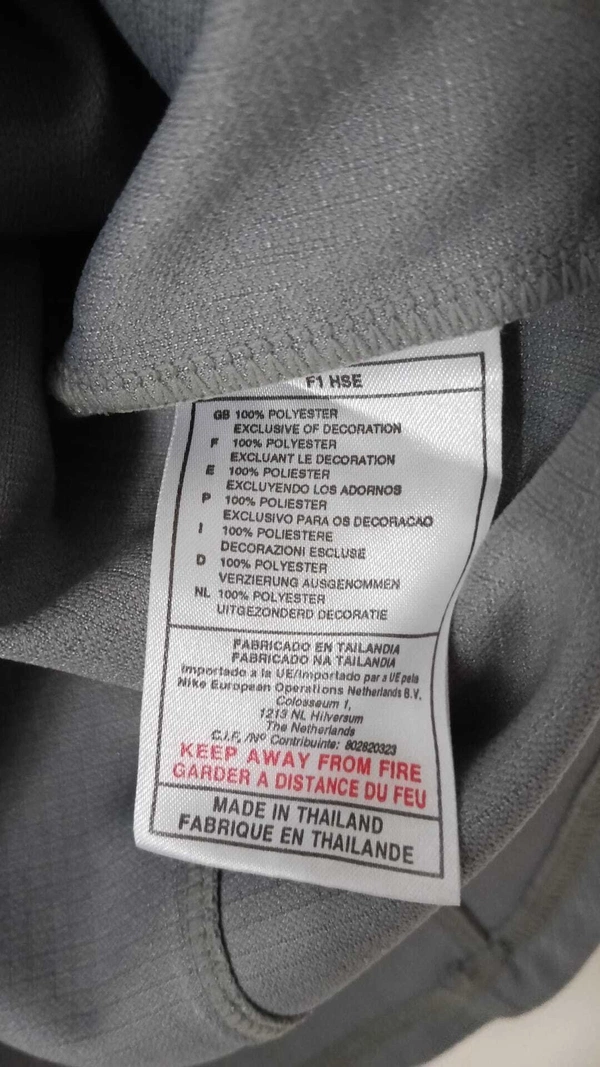 F1 HSE
GB 100% POLYESTER
EXCLUSIVE OF DECORATION
F 100% POLYESTER
EXCLUANT LE DECORATION
E 100% POLIESTER
EXCLUYENDO LOS ADORNOS
P 100% POLIESTER
EXCLUSIVO PARA OS DECORACAO
I 100% POLIESTERE
DECORAZIONI ESCLUSE
D 100% POLYESTER
VERZIERUNG AUSGENOMMEN
NL 100% POLYESTER
UITGEZONDERD DECORATIE
FABRICADO EN TAILANDIA
FABRICADO NA TAILANDIA
Importado a la UE/Importado par a UE pela
Nike European Operations Netherlands B.V.
Colosseum 1,
1213 NL Hilversum
The Netherlands
C.I.F. /Nº Contribuinte: 802820323
KEEP AWAY FROM FIRE
GARDER A DISTANCE DU FEU
MADE IN THAILAND
FABRIQUE EN THAILANDE